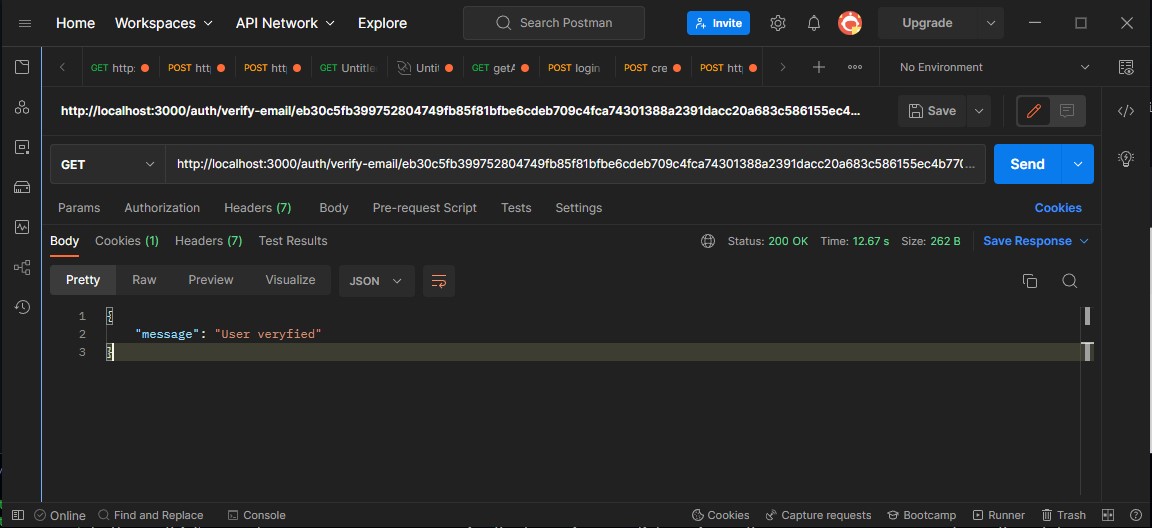 Home Workspaces API Network Explore Search Postman Invite Upgrade
GET http: POST htt POST htt GET Untitle Untit GET getA POST login POST cre POST htt No Environment
http://localhost:3000/auth/verify-email/eb30c5fb399752804749fb85f81bfbe6cdeb709c4fca74301388a2391dacc20a683c586155ec4... Save
GET http://localhost:3000/auth/verify-email/eb30c5fb399752804749fb85f81bfbe6cdeb709c4fca74301388a2391dacc20a683c586155ec4b770... Send
Params Authorization Headers (7) Body Pre-request Script Tests Settings Cookies
Body Cookies (1) Headers (7) Test Results Status: 200 OK Time: 12.67 s Size: 262 B Save Response
Pretty Raw Preview Visualize JSON
1 {
2 "message": "User veryfied"
3 }
Online Find and Replace Console Cookies Capture requests Bootcamp Runner Trash